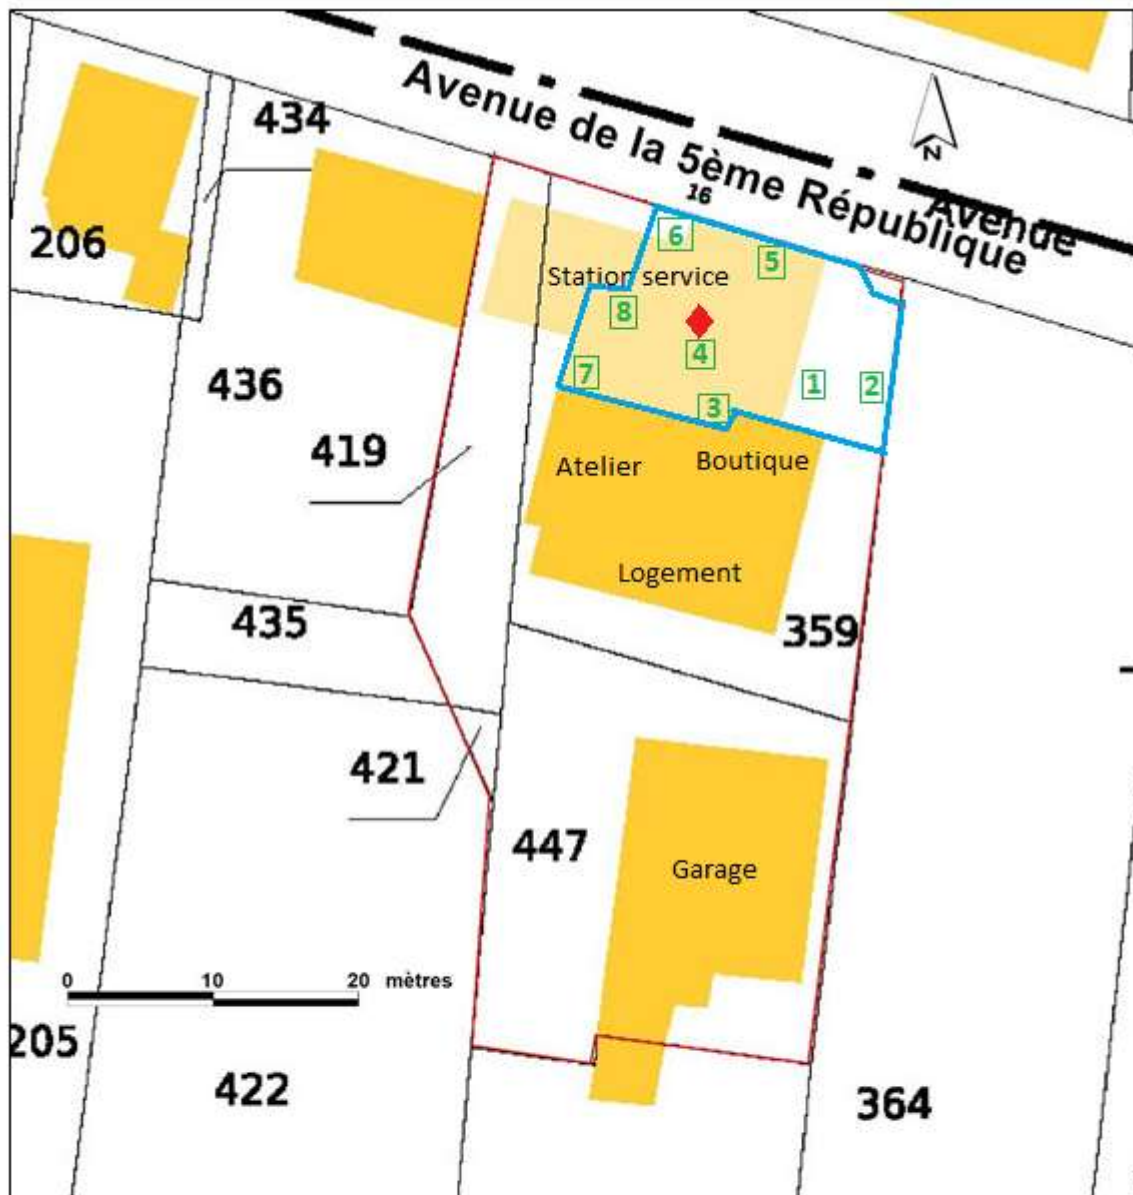 Avenue de la 5ème République
Avenue
434
16
N
206
6
5
Station service
8
4
7
1
2
3
436
419
Atelier
Boutique
Logement
435
359
421
447
Garage
0 10 20 mètres
205
422
364